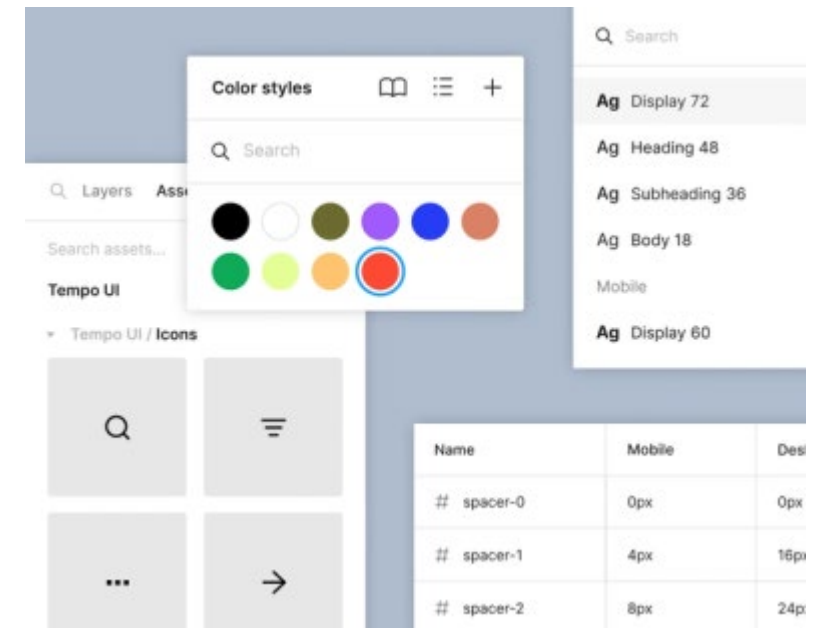 Color styles
Search
Layers
Search assets...
Tempo UI
Tempo UI / Icons
Search
Ag Display 72
Ag Heading 48
Ag Subheading 36
Ag Body 18
Mobile
Ag Display 60
Name Mobile
# spacer-0 0px 0px
# spacer-1 4px 16px
# spacer-2 8px